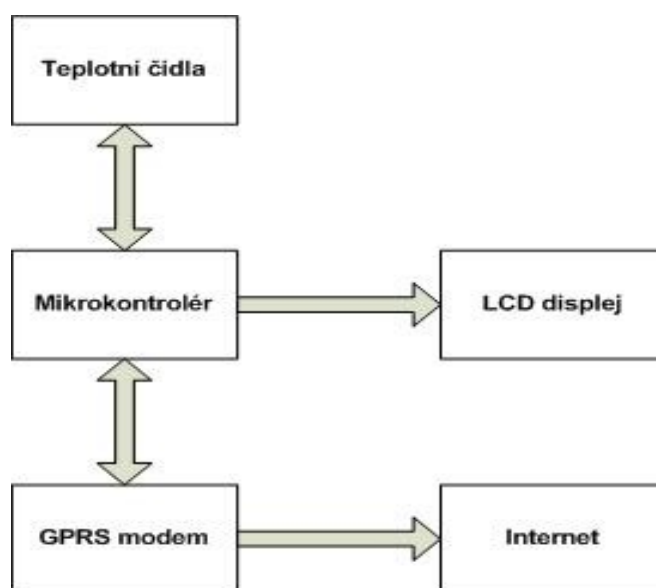 Teplotní čidla
Mikrokontrolér
LCD displej
GPRS modem
Internet